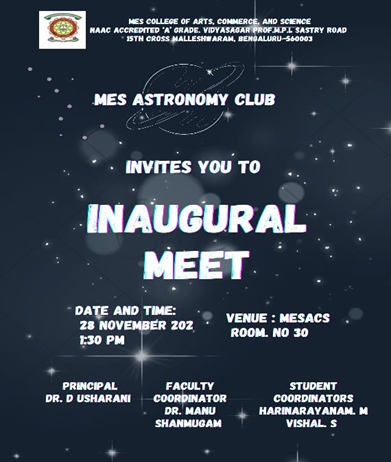 MES COLLEGE OF ARTS, COMMERCE, AND SCIENCE
NAAC ACCREDITED 'A' GRADE. VIDYASAGAR PROF.M.P.L SASTRY ROAD
15TH CROSS MALLESHWARAM, BENGALURU-560003
MES ASTRONOMY CLUB
INVITES YOU TO
INAUGURAL
MEET
DATE AND TIME:
28 NOVEMBER 202
1:30 PM
VENUE : MESACS
ROOM. NO 30
PRINCIPAL
DR. D USHARANI
FACULTY
COORDINATOR
DR. MANU
SHANMUGAM
STUDENT
COORDINATORS
HARINARAYANAM. M
VISHAL. S